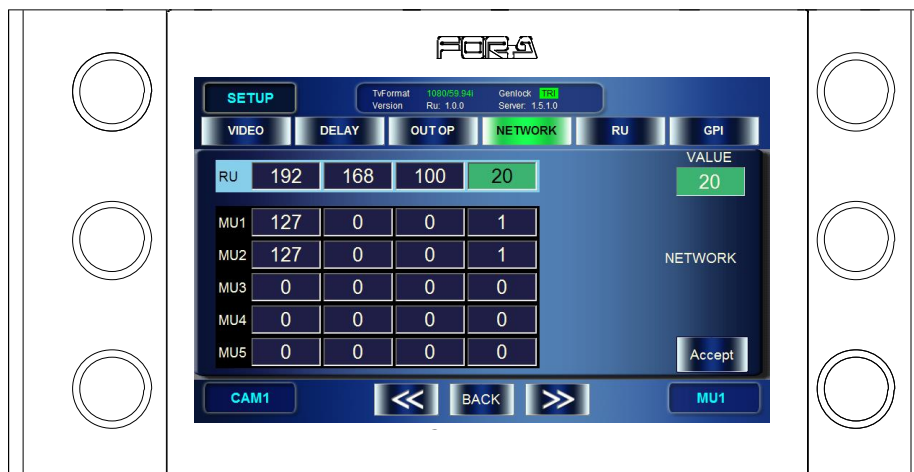 FOR-A
SETUP
TvFormat 1080/59.94i Genlock TRI
Version Ru: 1.0.0 Server: 1.5.1.0
VIDEO DELAY OUT OP NETWORK RU GPI
RU 192 168 100 20
VALUE
20
MU1 127 0 0 1
MU2 127 0 0 1
NETWORK
MU3 0 0 0 0
MU4 0 0 0 0
MU5 0 0 0 0
Accept
CAM1 << BACK >> MU1